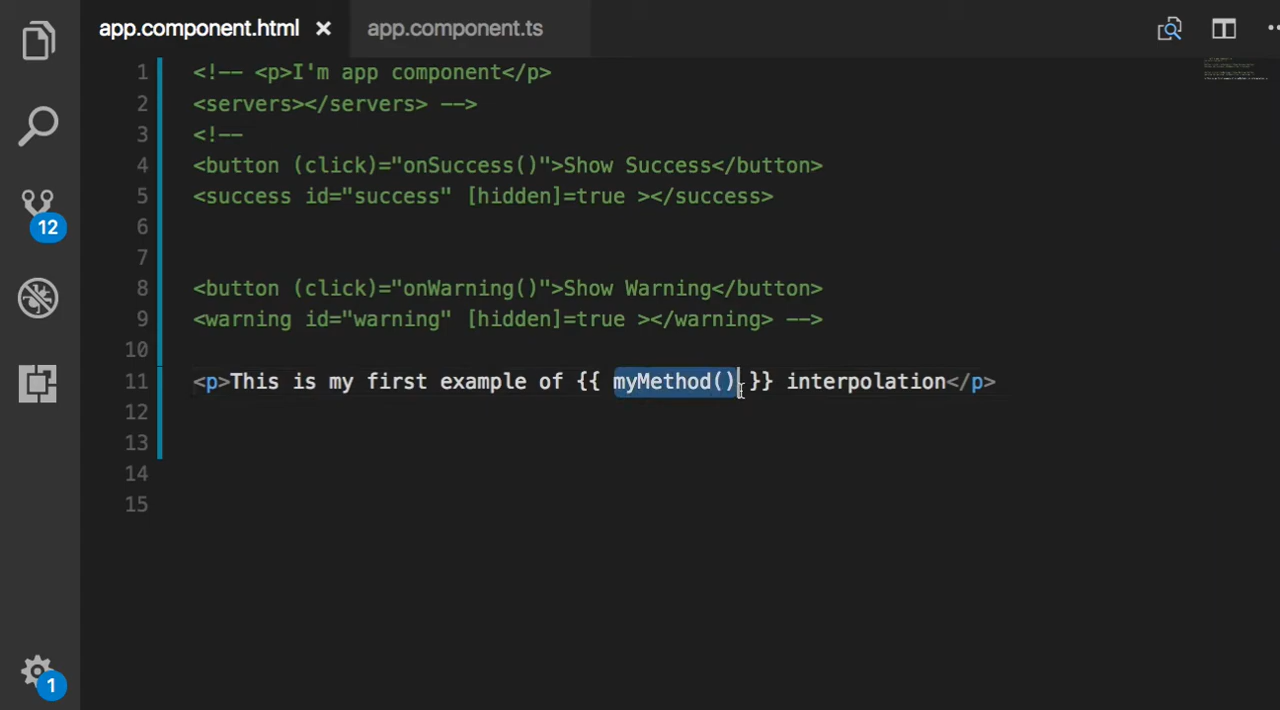 app.component.html
app.component.ts
1 <!-- <p>I'm app component</p>
2 <servers></servers> -->
3 <!--
4 <button (click)="onSuccess()">Show Success</button>
5 <success id="success" [hidden]=true ></success>
6
7
8 <button (click)="onWarning()">Show Warning</button>
9 <warning id="warning" [hidden]=true ></warning> -->
10
11 <p>This is my first example of {{ myMethod() }} interpolation</p>
12
13
14
15
12
1